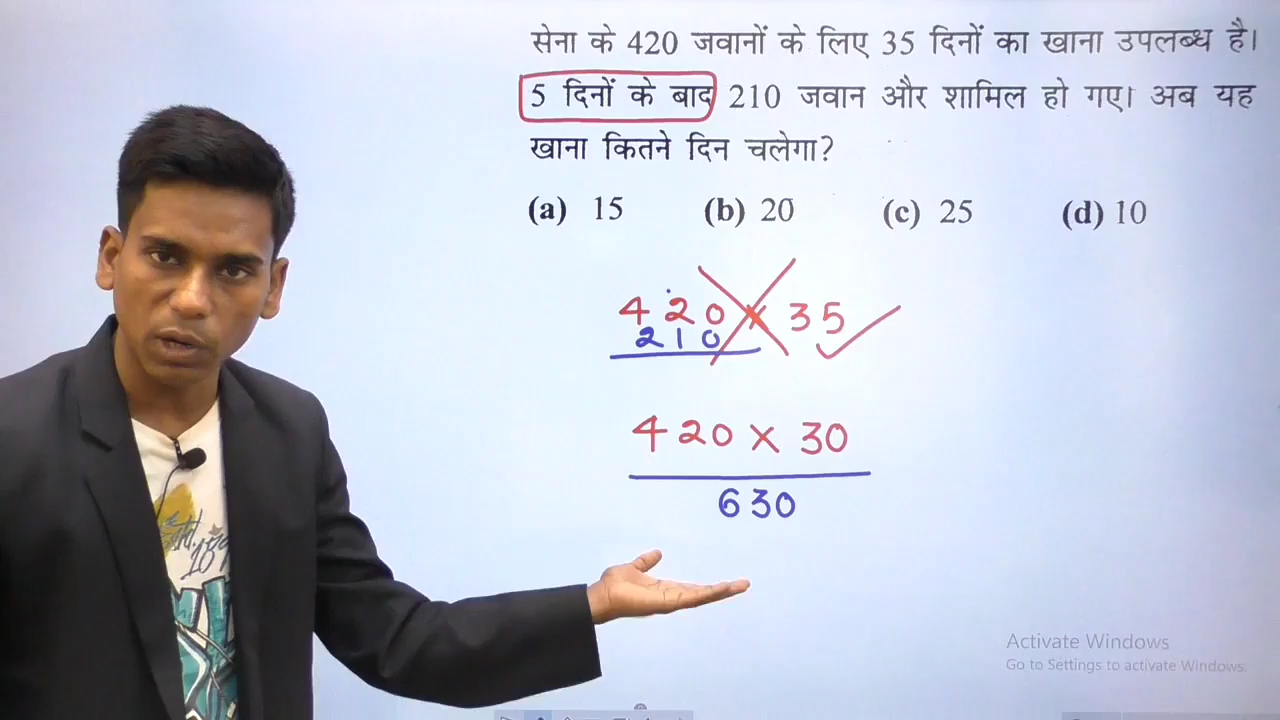 सेना के 420 जवानों के लिए 35 दिनों का खाना उपलब्ध है।
5 दिनों के बाद 210 जवान और शामिल हो गए। अब यह
खाना कितने दिन चलेगा?
(a) 15 (b) 20 (c) 25 (d) 10
420 × 35
210
420 × 30
630
Activate Windows
Go to Settings to activate Windows.